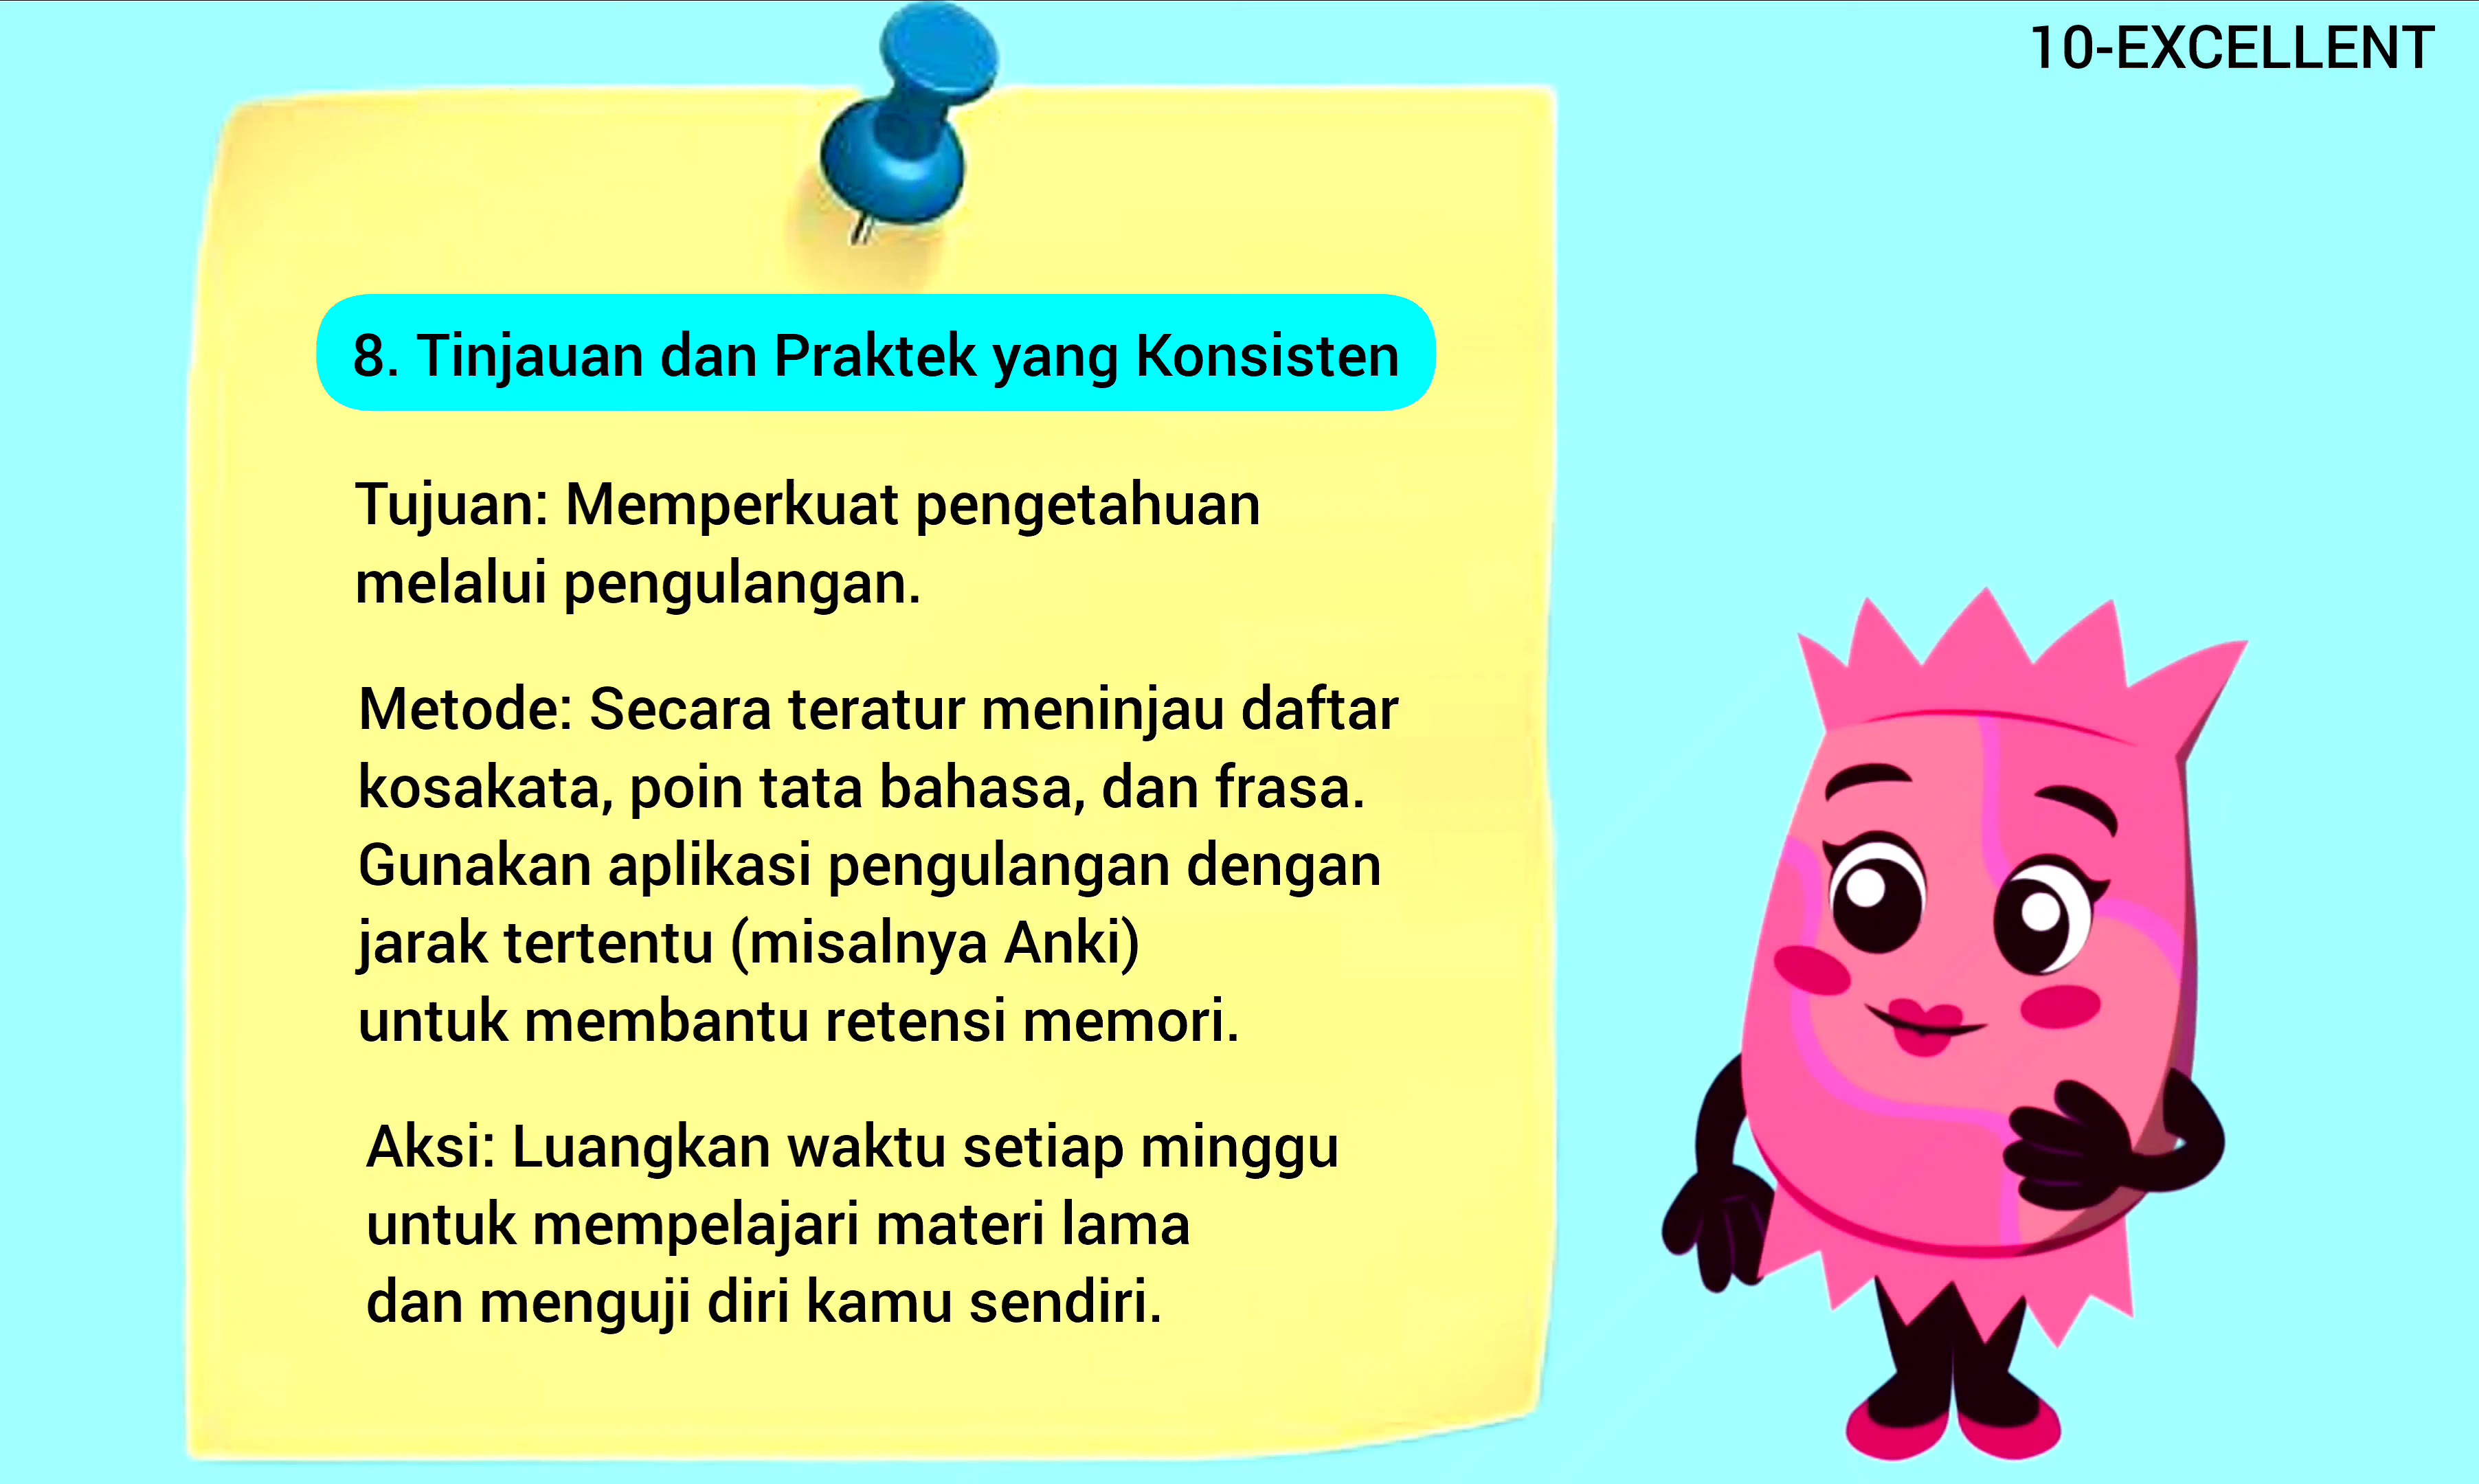 10-EXCELLENT
8. Tinjauan dan Praktek yang Konsisten
Tujuan: Memperkuat pengetahuan
melalui pengulangan.
Metode: Secara teratur meninjau daftar
kosakata, poin tata bahasa, dan frasa.
Gunakan aplikasi pengulangan dengan
jarak tertentu (misalnya Anki)
untuk membantu retensi memori.
Aksi: Luangkan waktu setiap minggu
untuk mempelajari materi lama
dan menguji diri kamu sendiri.